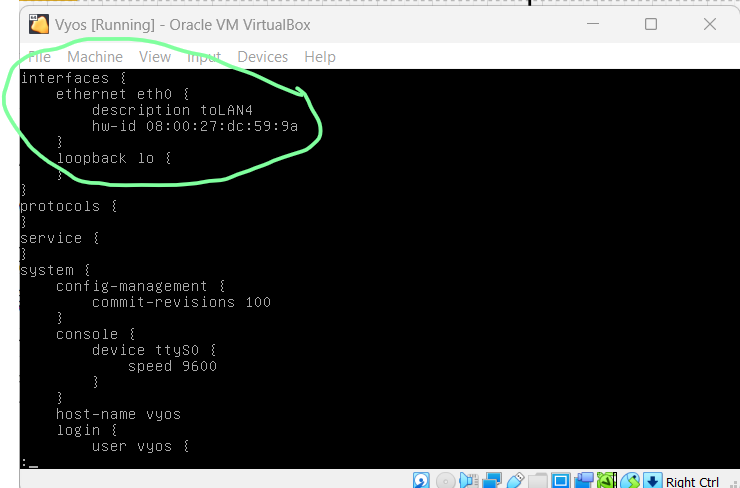 Vyos [Running] - Oracle VM VirtualBox
File Machine View Input Devices Help
interfaces {
    ethernet eth0 {
        description toLAN4
        hw-id 08:00:27:dc:59:9a
    }
    loopback lo {
    }
}
protocols {
}
service {
}
system {
    config-management {
        commit-revisions 100
    }
    console {
        device ttyS0 {
            speed 9600
        }
    }
    host-name vyos
    login {
        user vyos {
:_
Right Ctrl